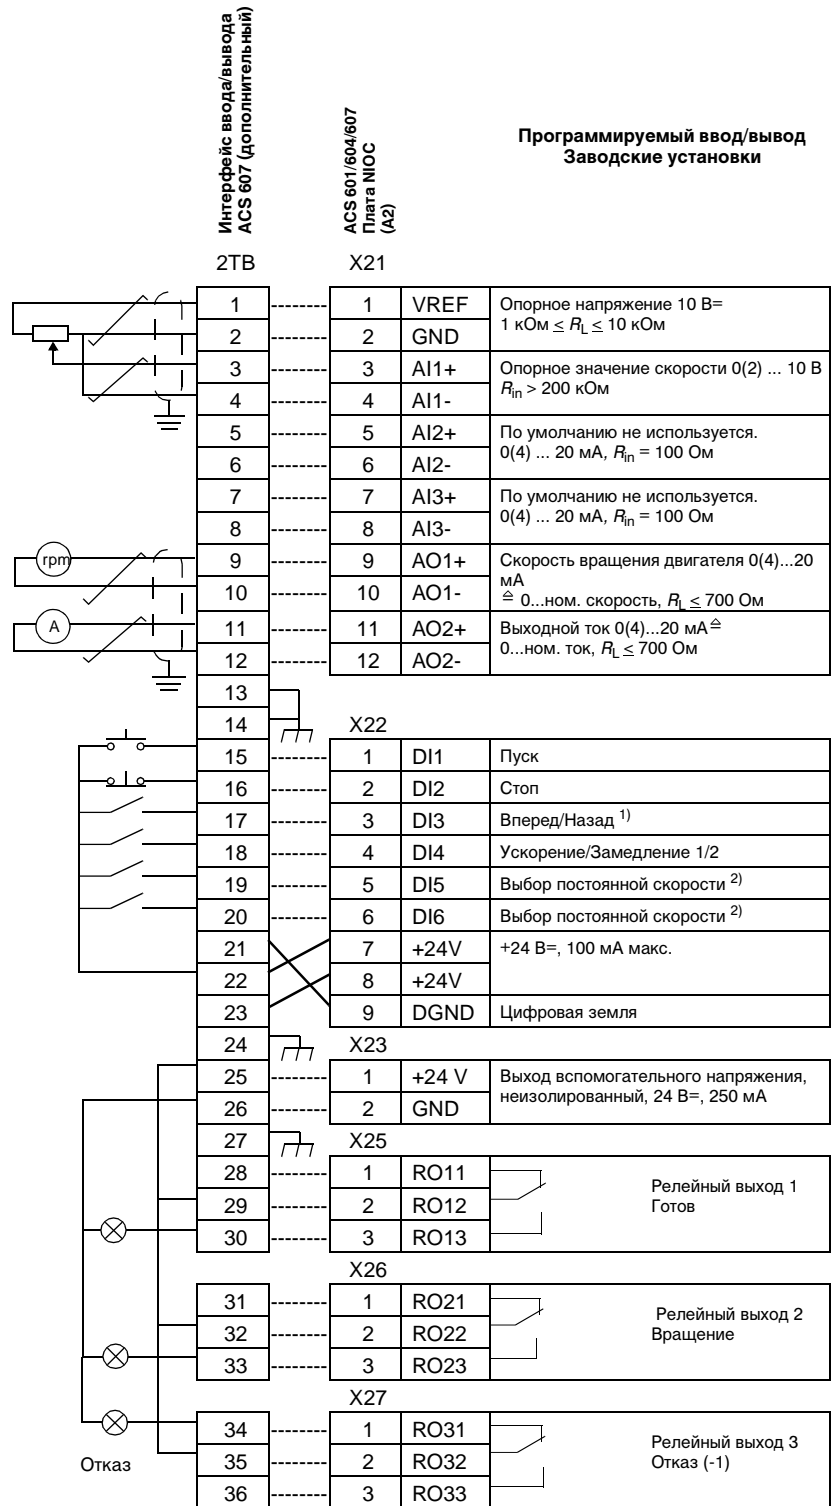 Интерфейс ввода/вывода
ACS 607 (дополнительный)
ACS 601/604/607
Плата NIOC
(A2)
Программируемый ввод/вывод
Заводские установки
2TB X21
1 1 VREF Опорное напряжение 10 В=
1 кОм ≤ RL ≤ 10 кОм
2 2 GND
3 3 AI1+ Опорное значение скорости 0(2) ... 10 В
Rin > 200 кОм
4 4 AI1-
5 5 AI2+ По умолчанию не используется.
0(4) ... 20 мА, Rin = 100 Ом
6 6 AI2-
7 7 AI3+ По умолчанию не используется.
0(4) ... 20 мА, Rin = 100 Ом
8 8 AI3-
rpm 9 9 AO1+ Скорость вращения двигателя 0(4)...20
мА
10 10 AO1- ≙ 0...ном. скорость, RL ≤ 700 Ом
A 11 11 AO2+ Выходной ток 0(4)...20 мА ≙
0...ном. ток, RL ≤ 700 Ом
12 12 AO2-
13
14 X22
15 1 DI1 Пуск
16 2 DI2 Стоп
17 3 DI3 Вперед/Назад 1)
18 4 DI4 Ускорение/Замедление 1/2
19 5 DI5 Выбор постоянной скорости 2)
20 6 DI6 Выбор постоянной скорости 2)
21 7 +24V +24 В=, 100 мА макс.
22 8 +24V
23 9 DGND Цифровая земля
24 X23
25 1 +24 V Выход вспомогательного напряжения,
неизолированный, 24 В=, 250 мА
26 2 GND
27 X25
28 1 RO11 Релейный выход 1
29 2 RO12 Готов
30 3 RO13
X26
31 1 RO21 Релейный выход 2
32 2 RO22 Вращение
33 3 RO23
X27
34 1 RO31 Релейный выход 3
Отказ 35 2 RO32 Отказ (-1)
36 3 RO33